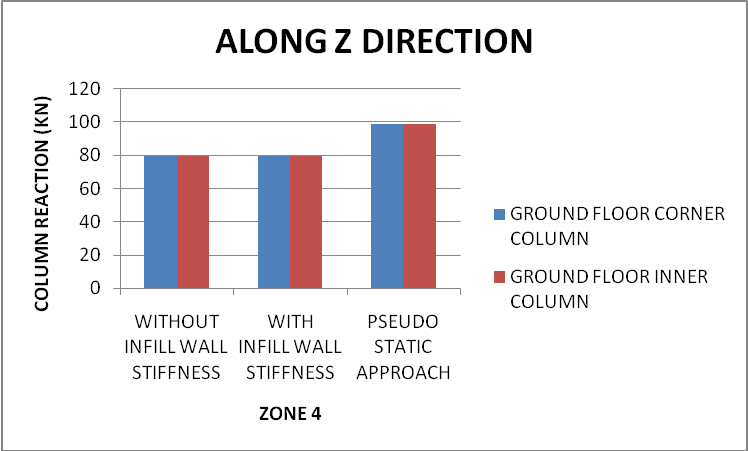 ALONG Z DIRECTION
COLUMN REACTION (KN)
120
100
80
60
40
20
0
WITHOUT
INFILL WALL
STIFFNESS
WITH
INFILL WALL
STIFFNESS
PSEUDO
STATIC
APPROACH
ZONE 4
GROUND FLOOR CORNER
COLUMN
GROUND FLOOR INNER
COLUMN